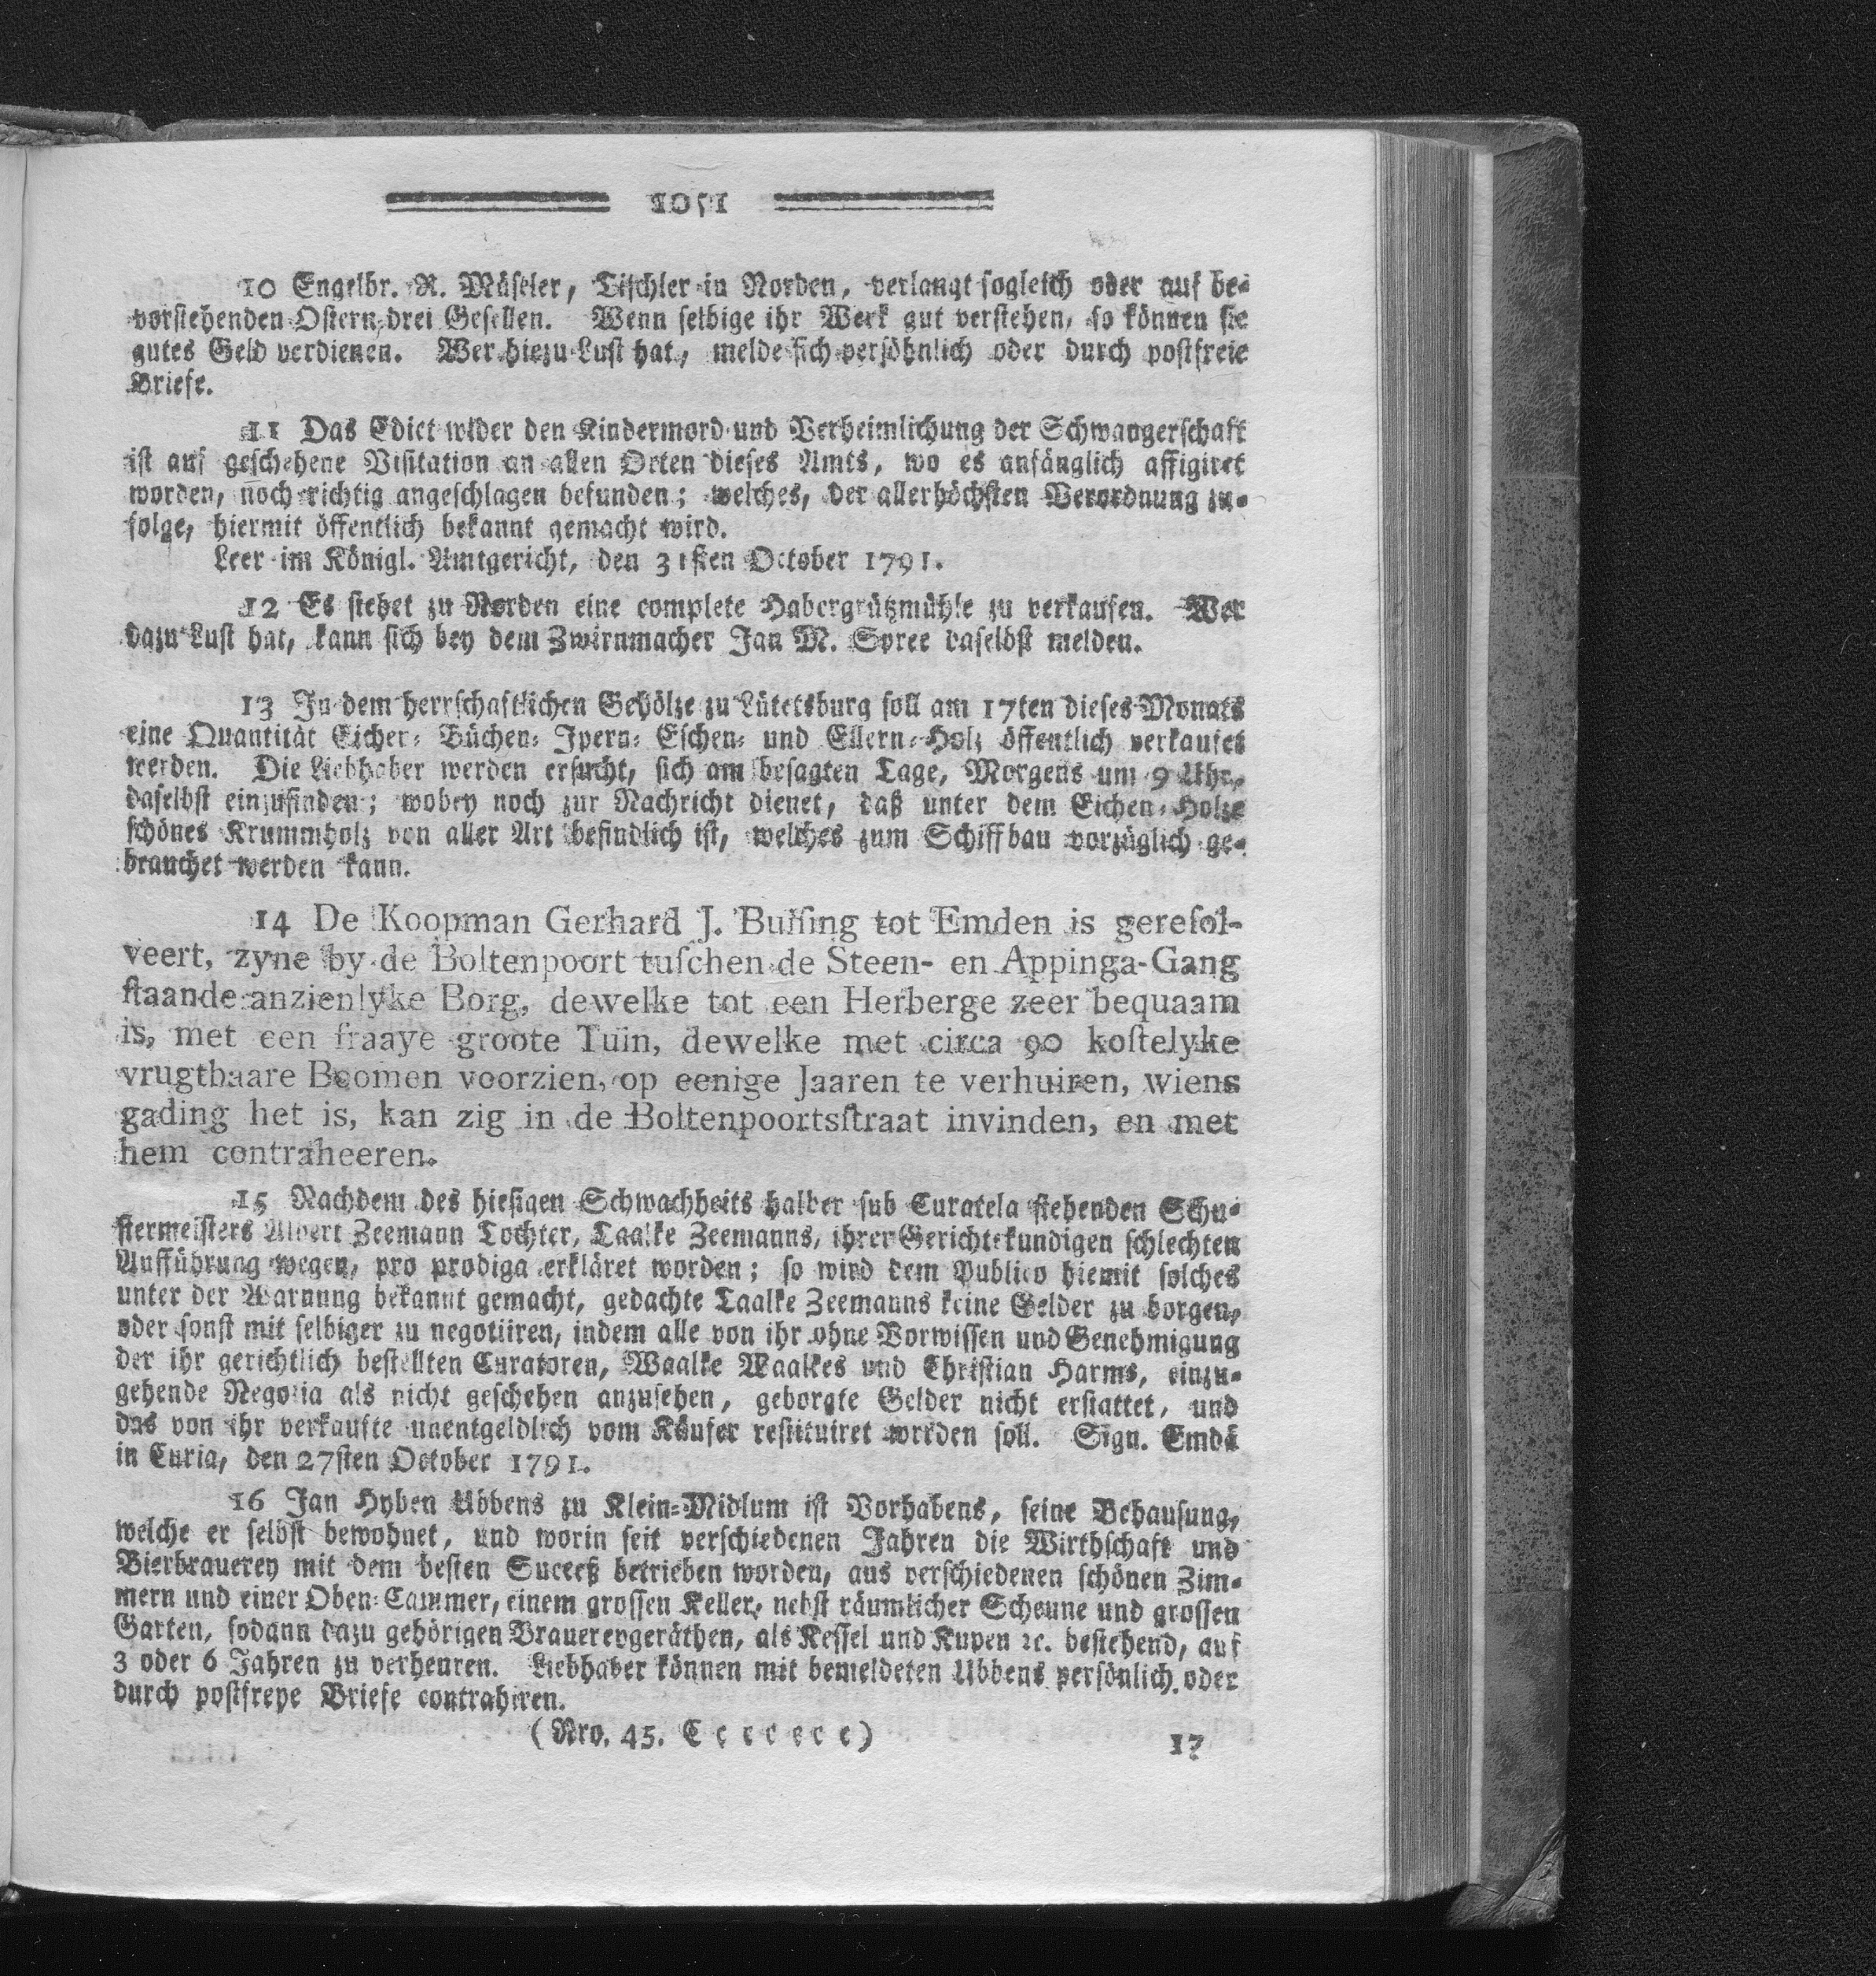 1051
10 Engelbr. R. Mäseler, Tischler in Norden, verlangt sogleich oder auf be-
vorstehenden Ostern drei Gesellen. Wenn selbige ihr Werk gut verstehen, so können sie
gutes Geld verdienen. Wer hiezu Lust hat, melde sich persöhnlich oder durch postfreie
Briefe.
11 Das Edict wider den Kindermord und Verheimlichung der Schwangerschaft
ist auf geschehene Visitation an allen Orten dieses Amts, wo es anfänglich affigiret
worden, noch richtig angeschlagen befunden; welches, der allerhöchsten Verordnung zu-
folge, hiermit öffentlich bekannt gemacht wird.
Leer im Königl. Amtgericht, den 31sten October 1791.
12 Es stehet zu Norden eine complete Habergrützmühle zu verkaufen. Wer
dazu Lust hat, kann sich bey dem Zwirnmacher Jan M. Spree daselbst melden.
13 In dem herrschaftlichen Gehölze zu Lütetsburg soll am 17ten dieses Monats
eine Quantität Eicher- Büchen- Ipern- Eschen- und Ellern-Holz öffentlich verkaufet
werden. Die Liebhaber werden ersucht, sich am besagten Tage, Morgens um 9 Uhr,
daselbst einzufinden; wobey noch zur Nachricht dienet, daß unter dem Eichen-Holze
schönes Krummholz von aller Art befindlich ist, welches zum Schiffbau vorzüglich ge-
brauchet werden kann.
14 De Koopman Gerhard J. Buſſing tot Emden is gereſol-
veert, zyne by de Boltenpoort tuſchen de Steen- en Appinga-Gang
ſtaande anzienlyke Borg, dewelke tot een Herberge zeer bequaam
is, met een fraaye groote Tuin, dewelke met circa 90 koſtelyke
vrugtbaare Boomen voorzien, op eenige Jaaren te verhuiren, wiens
gading het is, kan zig in de Boltenpoortsſtraat invinden, en met
hem contraheeren.
15 Nachdem des hiesigen Schwachheits halber sub Curatela stehenden Schu-
stermeisters Albert Zeemann Tochter, Taalke Zeemanns, ihrer Gerichtskundigen schlechten
Aufführung wegen, pro prodiga erkläret worden; so wird dem Publico hiemit solches
unter der Warnung bekannt gemacht, gedachte Taalke Zeemanns keine Gelder zu borgen,
oder sonst mit selbiger zu negotiiren, indem alle von ihr ohne Vorwissen und Genehmigung
der ihr gerichtlich bestellten Curatoren, Waalke Waalkes und Christian Harms, einzu-
gehende Negotia als nicht geschehen anzusehen, geborgte Gelder nicht erstattet, und
das von ihr verkaufte unentgeldlich vom Käufer restituiret werden soll. Sign. Emdä
in Curia, den 27sten October 1791.
16 Jan Hyben Ubbens zu Klein-Midlum ist Vorhabens, seine Behausung,
welche er selbst bewohnet, und worin seit verschiedenen Jahren die Wirthschaft und
Bierbrauerey mit dem besten Suceeß betrieben worden, aus verschiedenen schönen Zim-
mern und einer Oben-Cammer, einem grossen Keller, nebst räumlicher Scheune und grossen
Garten, sodann dazu gehörigen Brauereygeräthen, als Kessel und Kupen ꝛc. bestehend, auf
3 oder 6 Jahren zu verheuren. Liebhaber können mit bemeldeten Ubbens persönlich oder
durch postfreye Briefe contrahiren.
(Nro. 45. C c c c c c c)
17